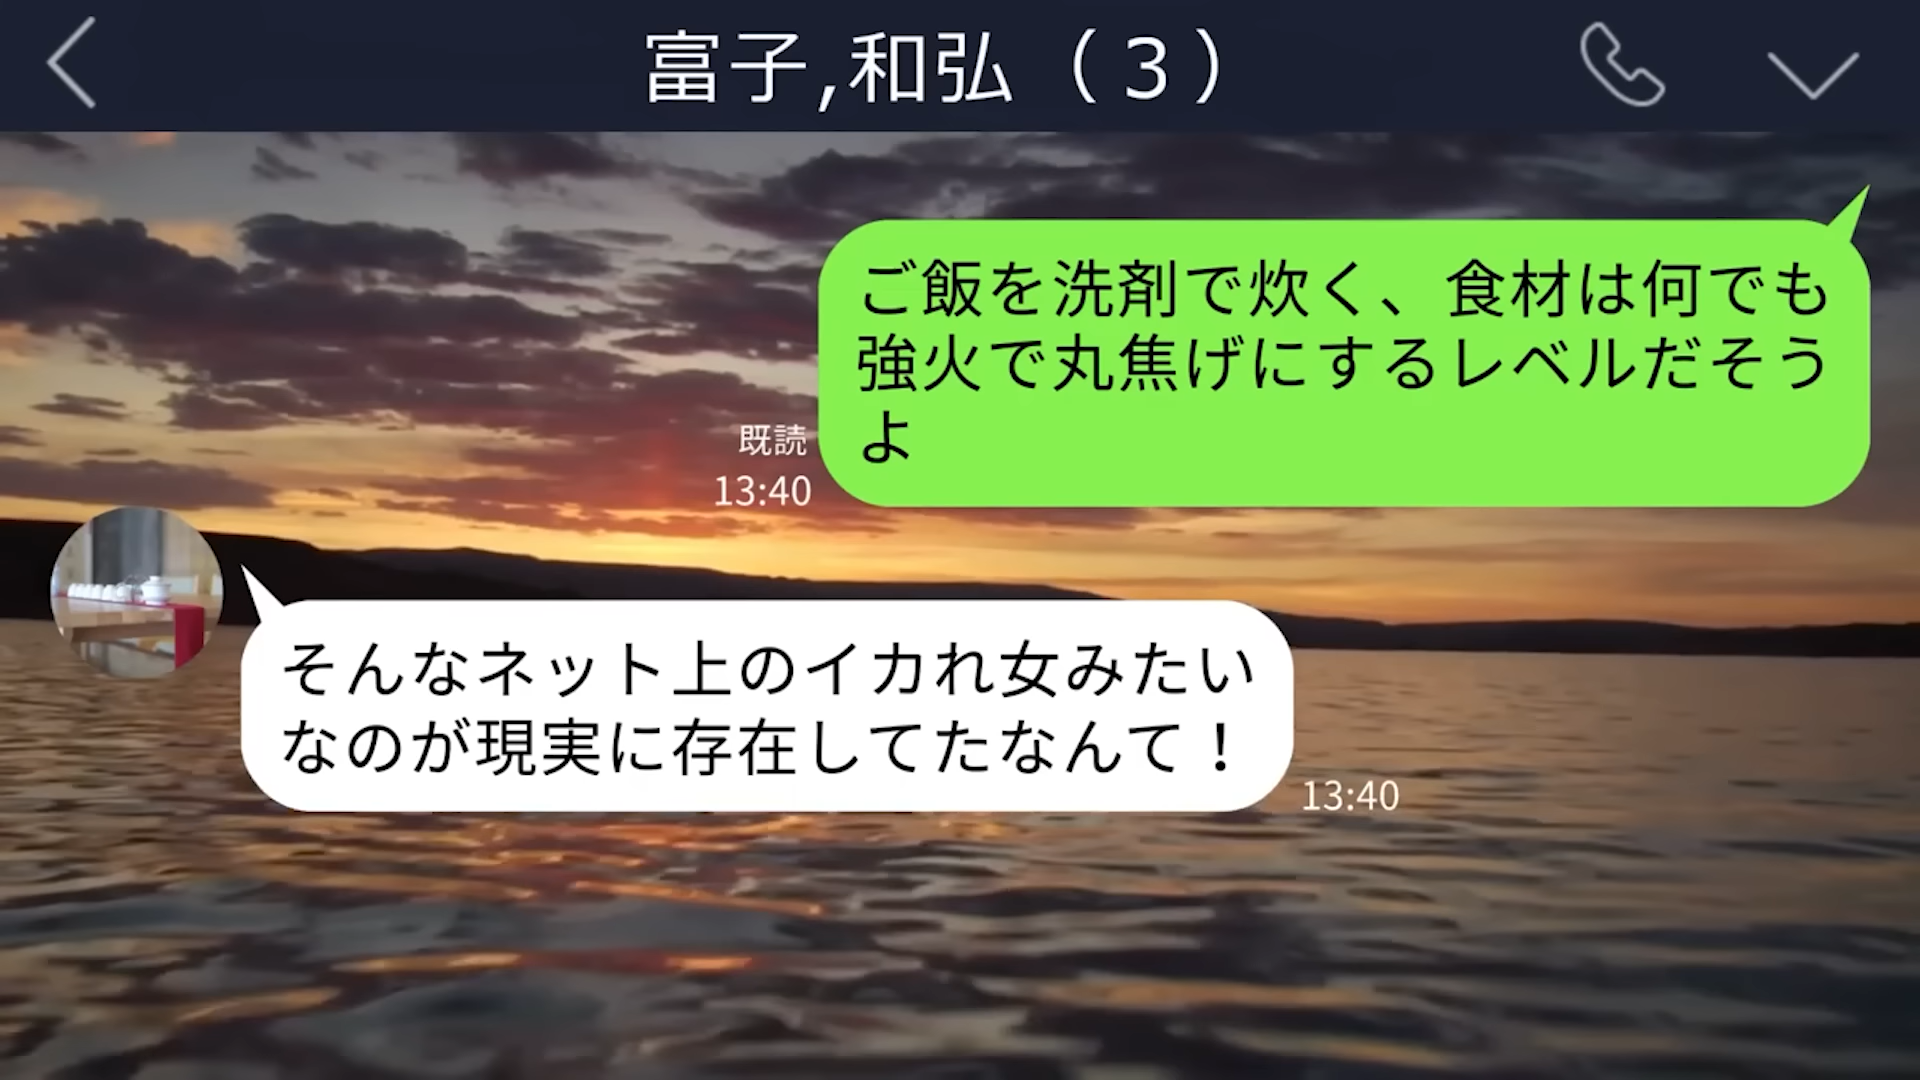 富子,和弘（3）
ご飯を洗剤で炊く、食材は何でも
強火で丸焦げにするレベルだそう
よ
既読
13:40
そんなネット上のイカれ女みたい
なのが現実に存在してたなんて！
13:40